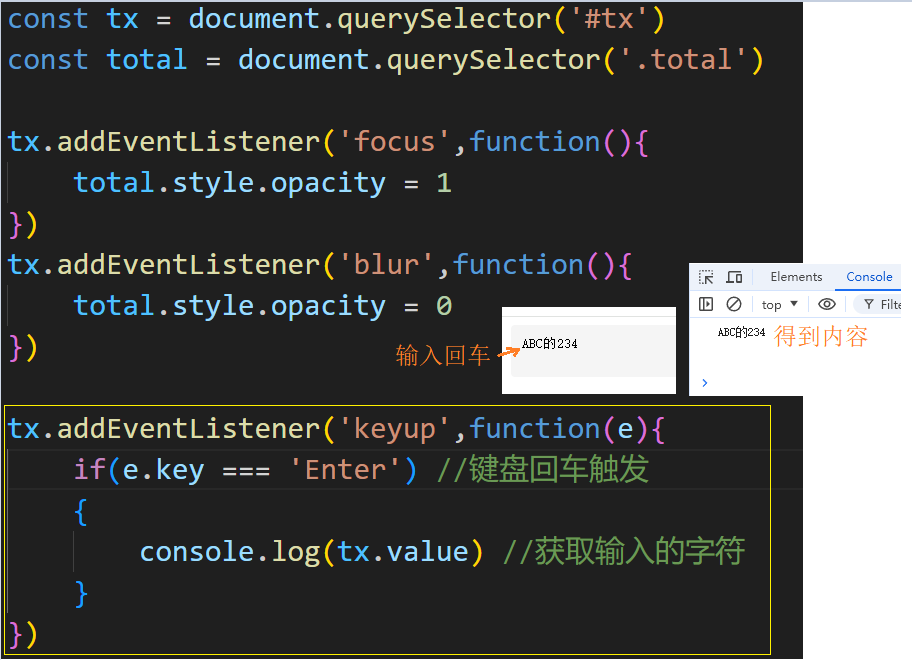 const tx = document.querySelector('#tx')
const total = document.querySelector('.total')
tx.addEventListener('focus',function(){
total.style.opacity = 1
})
tx.addEventListener('blur',function(){
total.style.opacity = 0
})
输入回车
ABC的234
Elements Console
top ▼ Filte
ABC的234 得到内容
>
tx.addEventListener('keyup',function(e){
if(e.key === 'Enter') //键盘回车触发
{
console.log(tx.value) //获取输入的字符
}
})